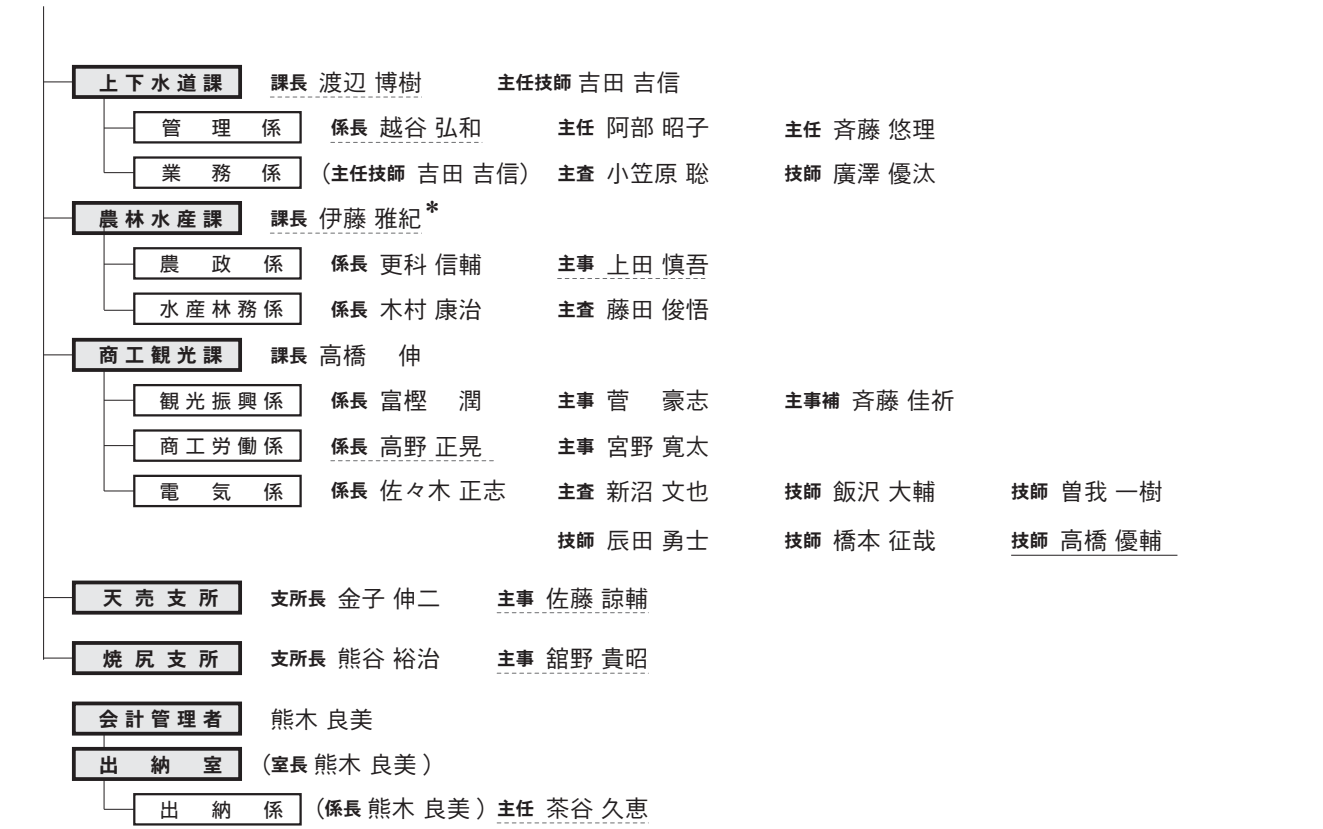 上下水道課 課長 渡辺 博樹 主任技師 吉田 吉信
管理係 係長 越谷 弘和 主任 阿部 昭子 主任 斉藤 悠理
業務係 (主任技師 吉田 吉信) 主査 小笠原 聡 技師 廣澤 優汰
農林水産課 課長 伊藤 雅紀*
農政係 係長 更科 信輔 主事 上田 慎吾
水産林務係 係長 木村 康治 主査 藤田 俊悟
商工観光課 課長 高橋 伸
観光振興係 係長 富樫 潤 主事 菅 豪志 主事補 斉藤 佳祈
商工労働係 係長 高野 正晃 主事 宮野 寛太
電気係 係長 佐々木 正志 主査 新沼 文也 技師 飯沢 大輔 技師 曽我 一樹
技師 辰田 勇士 技師 橋本 征哉 技師 高橋 優輔
天売支所 支所長 金子 伸二 主事 佐藤 諒輔
焼尻支所 支所長 熊谷 裕治 主事 舘野 貴昭
会計管理者 熊木 良美
出納室 (室長 熊木 良美)
出納係 (係長 熊木 良美) 主任 茶谷 久恵